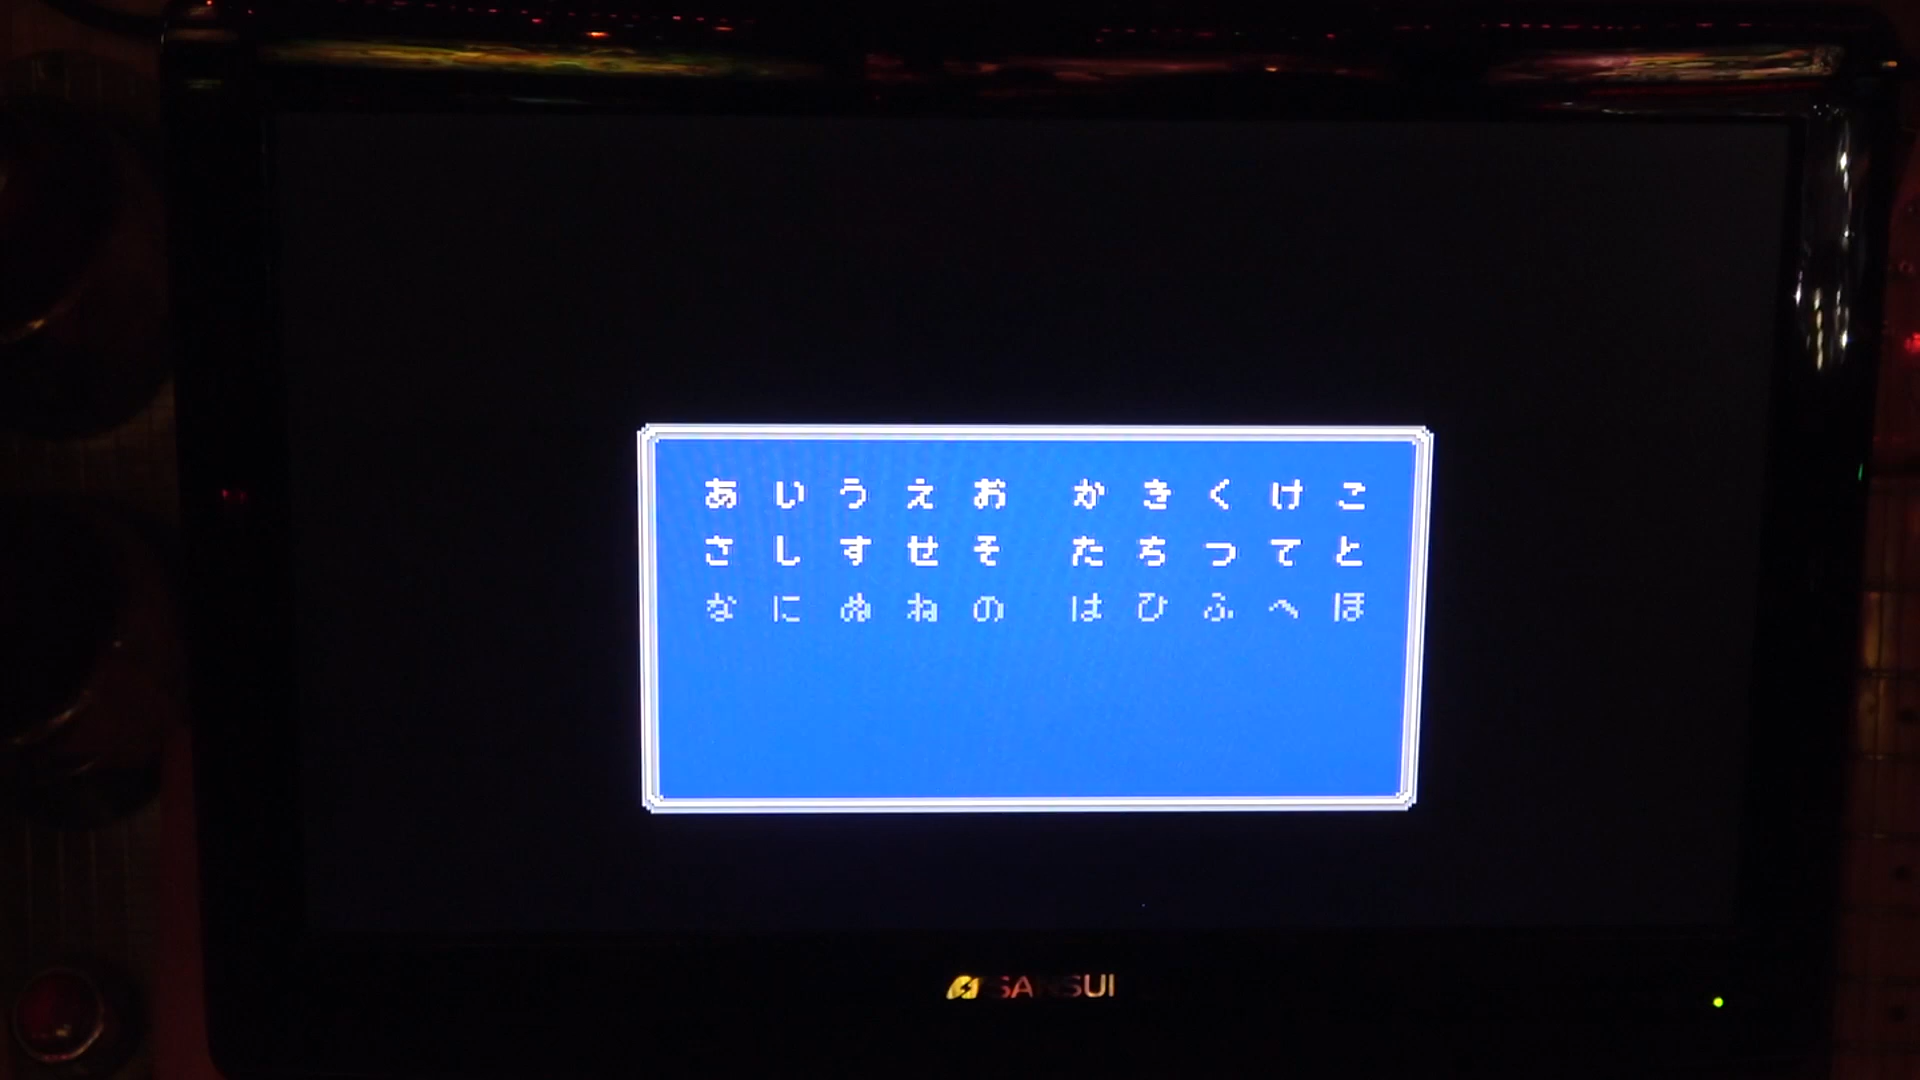 あ い う え お か き く け こ
さ し す せ そ た ち つ て と
な に ぬ ね の は ひ ふ へ ほ
SANSUI